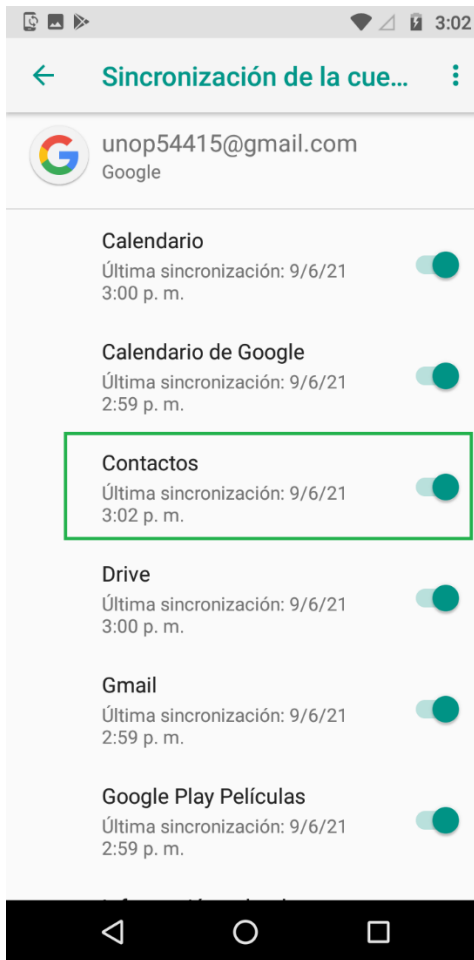 3:02
Sincronización de la cue...
unop54415@gmail.com
Google
Calendario
Última sincronización: 9/6/21
3:00 p. m.
Calendario de Google
Última sincronización: 9/6/21
2:59 p. m.
Contactos
Última sincronización: 9/6/21
3:02 p. m.
Drive
Última sincronización: 9/6/21
3:00 p. m.
Gmail
Última sincronización: 9/6/21
2:59 p. m.
Google Play Películas
Última sincronización: 9/6/21
2:59 p. m.